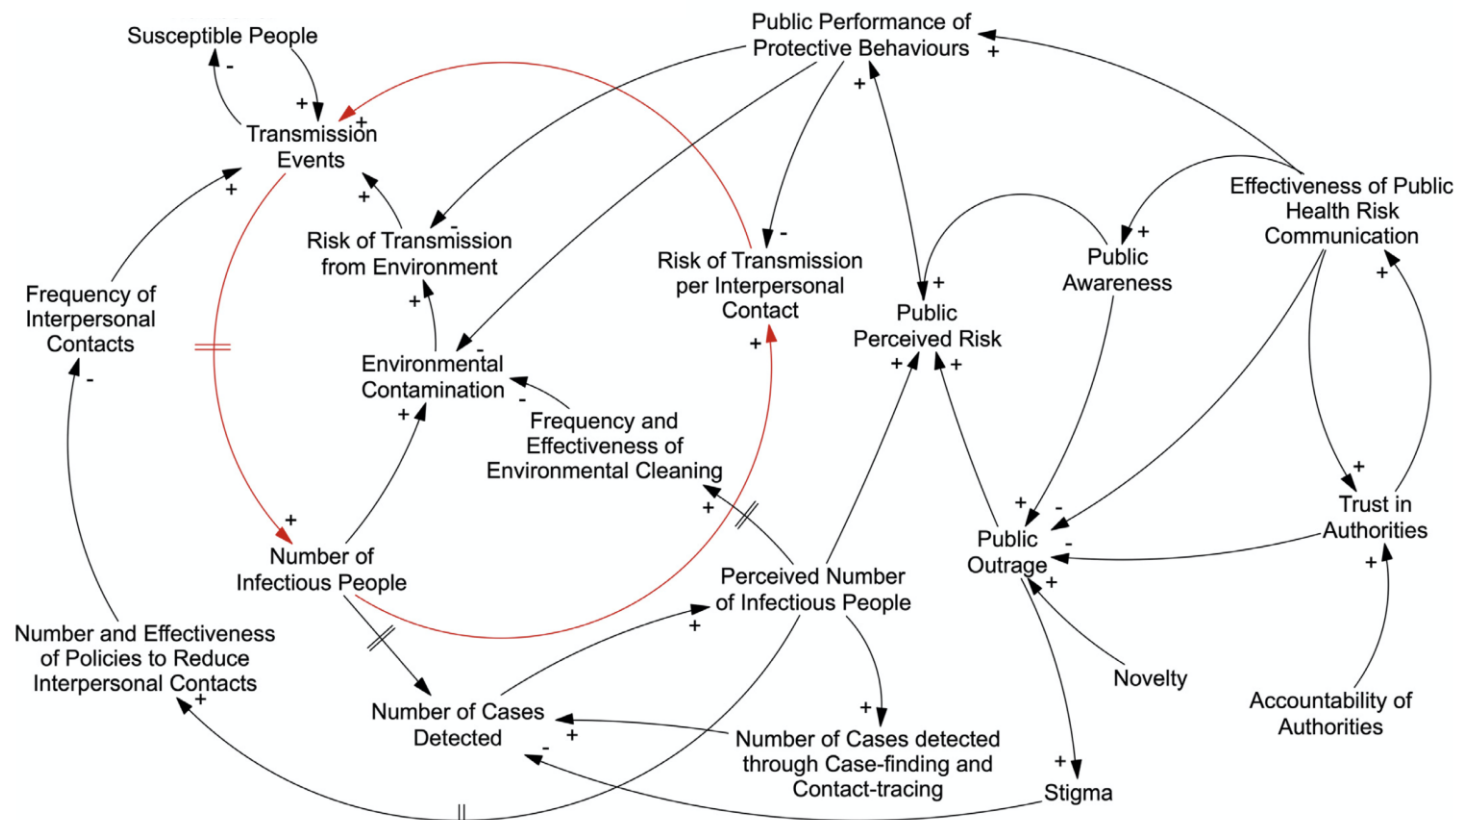 Susceptible People
Public Performance of
Protective Behaviours
+
-
+
+
+
Transmission
Events
+
+
+
Effectiveness of Public
Health Risk
Communication
-
-
+
Risk of Transmission
from Environment
Risk of Transmission
per Interpersonal
Contact
Public
Awareness
+
+
Frequency of
Interpersonal
Contacts
+
Public
Perceived Risk
+
-
Environmental
Contamination
+
+
-
-
+
Frequency and
Effectiveness of
Environmental Cleaning
+
+
+
+
-
Trust in
Authorities
-
Public
Outrage
+
+
Number of
Infectious People
Perceived Number
of Infectious People
+
Number and Effectiveness
of Policies to Reduce
Interpersonal Contacts
+
Novelty
Accountability of
Authorities
Number of Cases
Detected
+
+
-
Number of Cases detected
through Case-finding and
Contact-tracing
+
Stigma